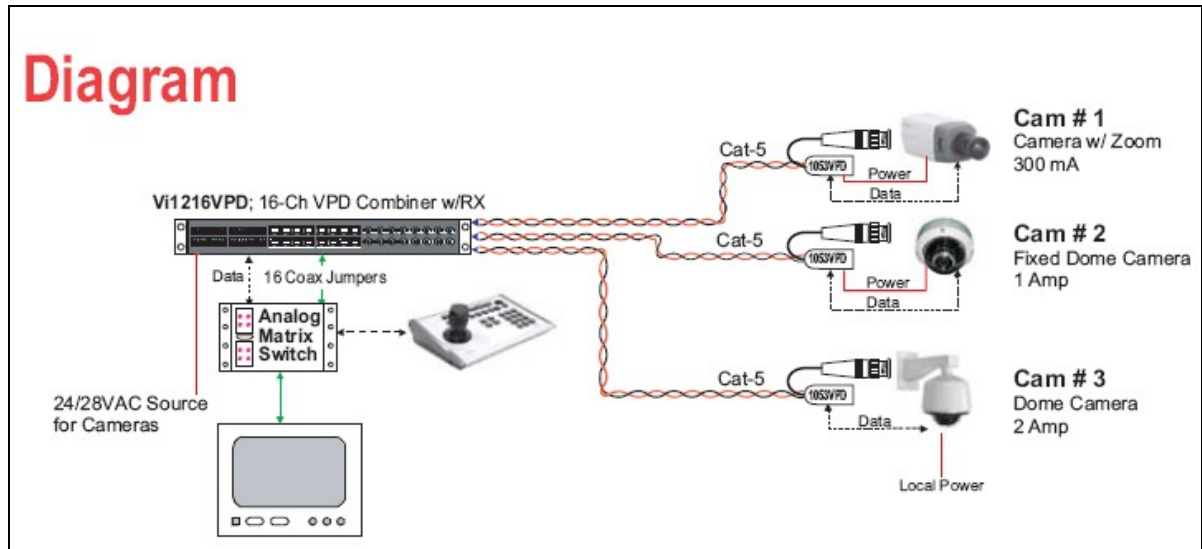 Diagram
Vi1216VPD; 16-Ch VPD Combiner w/RX
Data
16 Coax Jumpers
Analog
Matrix
Switch
24/28VAC Source
for Cameras
Cat-5
1053VPD
Power
Data
Cam # 1
Camera w/ Zoom
300 mA
Cat-5
1053VPD
Power
Data
Cam # 2
Fixed Dome Camera
1 Amp
Cat-5
1053VPD
Data
Cam # 3
Dome Camera
2 Amp
Local Power